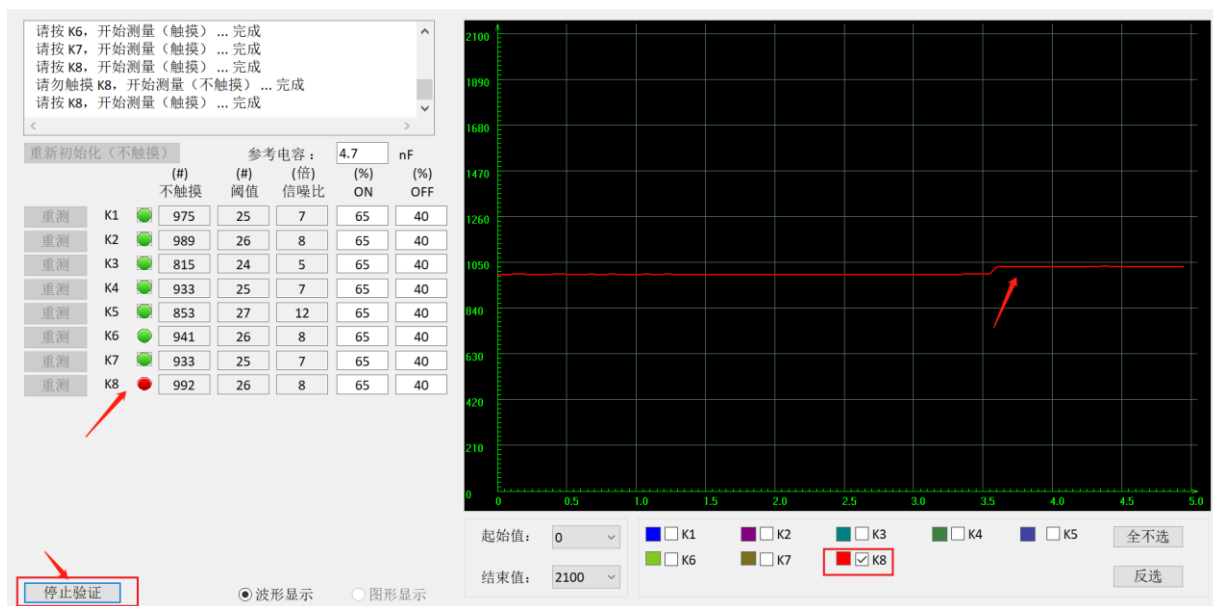 请按 K6，开始测量（触摸）... 完成
请按 K7，开始测量（触摸）... 完成
请按 K8，开始测量（触摸）... 完成
请勿触摸 K8，开始测量（不触摸）... 完成
请按 K8，开始测量（触摸）... 完成
重新初始化（不触摸） 参考电容： 4.7 nF
(#) (#) (倍) (%) (%)
不触摸 阈值 信噪比 ON OFF
重测 K1 975 25 7 65 40
重测 K2 989 26 8 65 40
重测 K3 815 24 5 65 40
重测 K4 933 25 7 65 40
重测 K5 853 27 12 65 40
重测 K6 941 26 8 65 40
重测 K7 933 25 7 65 40
重测 K8 992 26 8 65 40
停止验证 波形显示 图形显示
2100
1890
1680
1470
1260
1050
840
630
420
210
0
0 0.5 1.0 1.5 2.0 2.5 3.0 3.5 4.0 4.5 5.0
起始值： 0 K1 K2 K3 K4 K5 全不选
K6 K7 K8
结束值： 2100 反选